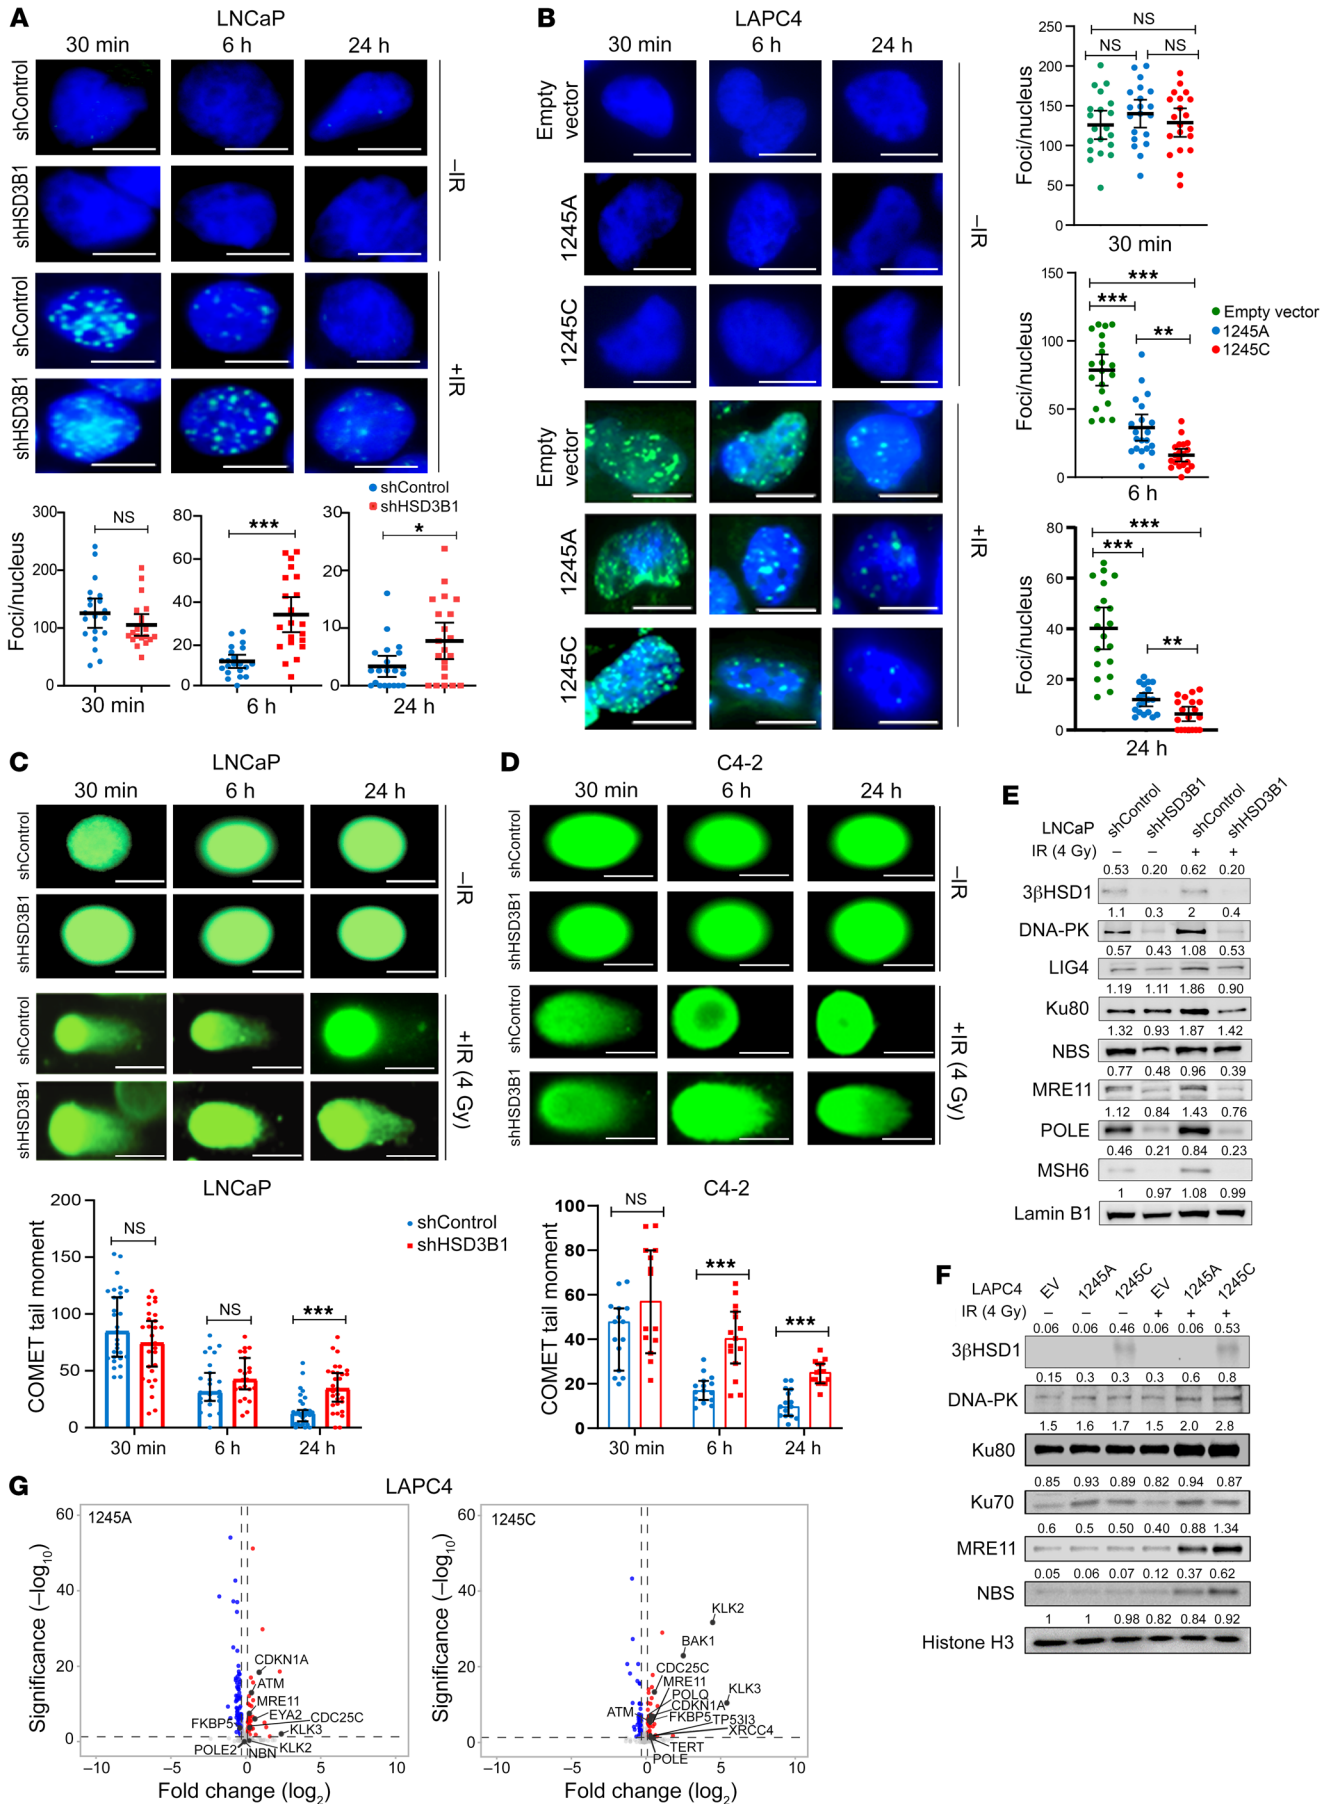 A
LNCaP
30 min 6 h 24 h
shControl
shHSD3B1
–IR
shControl
shHSD3B1
+IR
shControl
shHSD3B1
Foci/nucleus
300
200
100
0
NS
30 min
80
60
40
20
0
***
6 h
30
20
10
0
*
24 h
B
LAPC4
30 min 6 h 24 h
Empty vector
1245A
1245C
–IR
Empty vector
1245A
1245C
+IR
Foci/nucleus
250
200
150
100
50
0
NS
NS NS
30 min
Foci/nucleus
150
100
50
0
***
***
**
6 h
Empty vector
1245A
1245C
Foci/nucleus
80
60
40
20
0
***
***
**
24 h
C
LNCaP
30 min 6 h 24 h
shControl
shHSD3B1
–IR
shControl
shHSD3B1
+IR (4 Gy)
LNCaP
COMET tail moment
200
150
100
50
0
NS
NS
***
30 min 6 h 24 h
shControl
shHSD3B1
D
C4-2
30 min 6 h 24 h
shControl
shHSD3B1
–IR
shControl
shHSD3B1
+IR (4 Gy)
C4-2
COMET tail moment
100
80
60
40
20
0
NS
***
***
30 min 6 h 24 h
E
shControl shHSD3B1 shControl shHSD3B1
LNCaP
IR (4 Gy) – – + +
0.53 0.20 0.62 0.20
3βHSD1
1.1 0.3 2 0.4
DNA-PK
0.57 0.43 1.08 0.53
LIG4
1.19 1.11 1.86 0.90
Ku80
1.32 0.93 1.87 1.42
NBS
0.77 0.48 0.96 0.39
MRE11
1.12 0.84 1.43 0.76
POLE
0.46 0.21 0.84 0.23
MSH6
1 0.97 1.08 0.99
Lamin B1
F
LAPC4 EV 1245A 1245C EV 1245A 1245C
IR (4 Gy) – – – + + +
0.06 0.06 0.46 0.06 0.06 0.53
3βHSD1
0.15 0.3 0.3 0.3 0.6 0.8
DNA-PK
1.5 1.6 1.7 1.5 2.0 2.8
Ku80
0.85 0.93 0.89 0.82 0.94 0.87
Ku70
0.6 0.5 0.50 0.40 0.88 1.34
MRE11
0.05 0.06 0.07 0.12 0.37 0.62
NBS
1 1 0.98 0.82 0.84 0.92
Histone H3
G
LAPC4
1245A
Significance (–log10)
60
40
20
0
CDKN1A
ATM
MRE11
EYA2
CDC25C
FKBP5
KLK3
POLE2
NBN
KLK2
–10 –5 0 5 10
Fold change (log2)
1245C
Significance (–log10)
60
40
20
0
KLK2
BAK1
CDC25C
MRE11
KLK3
POLQ
CDKN1A
ATM
FKBP5
TP53I3
XRCC4
TERT
POLE
–10 –5 0 5 10
Fold change (log2)